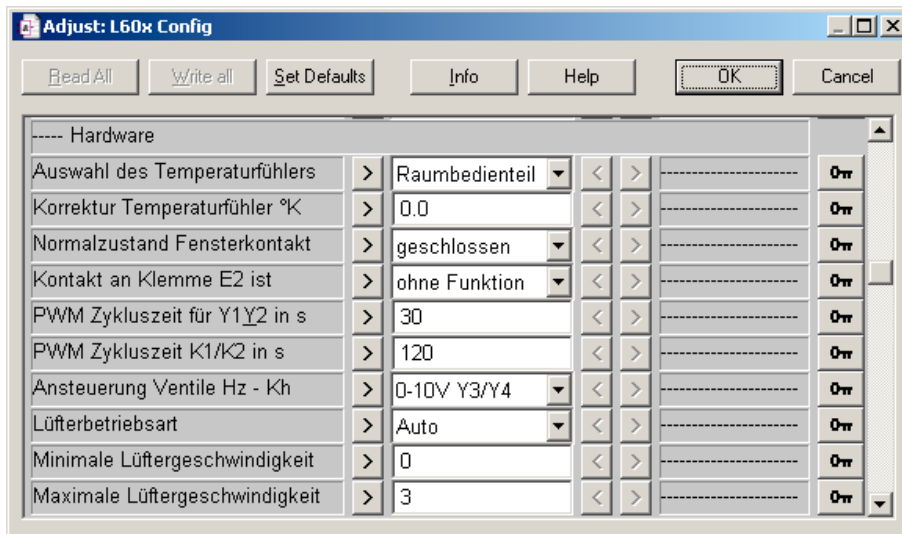 Adjust: L60x Config
Read All Write all Set Defaults Info Help OK Cancel
----- Hardware
Auswahl des Temperaturfühlers > Raumbedienteil < > ----------------------
Korrektur Temperaturfühler °K > 0.0 < > ----------------------
Normalzustand Fensterkontakt > geschlossen < > ----------------------
Kontakt an Klemme E2 ist > ohne Funktion < > ----------------------
PWM Zykluszeit für Y1Y2 in s > 30 < > ----------------------
PWM Zykluszeit K1/K2 in s > 120 < > ----------------------
Ansteuerung Ventile Hz - Kh > 0-10V Y3/Y4 < > ----------------------
Lüfterbetriebsart > Auto < > ----------------------
Minimale Lüftergeschwindigkeit > 0 < > ----------------------
Maximale Lüftergeschwindigkeit > 3 < > ----------------------